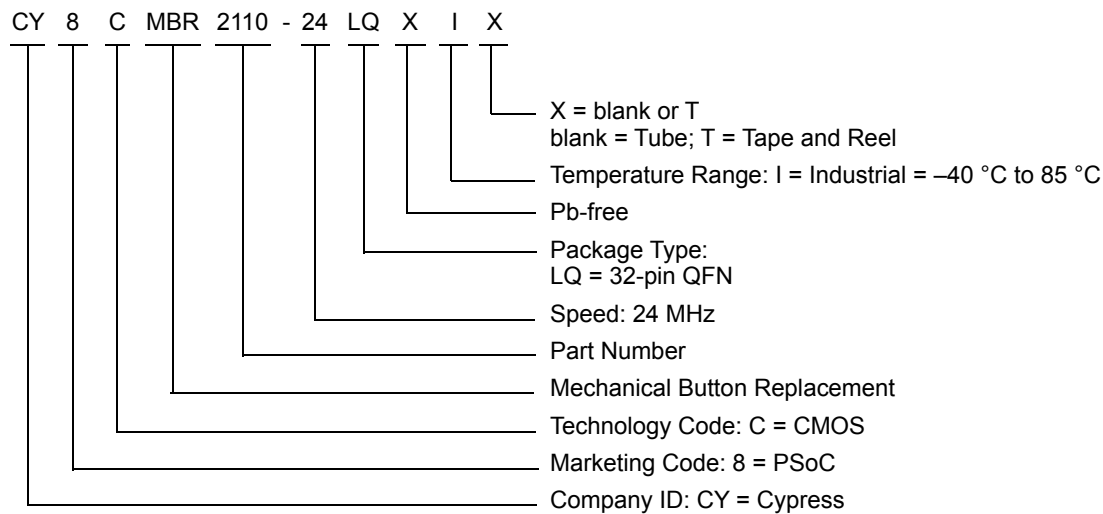 CY 8 C MBR 2110 - 24 LQ X I X
X = blank or T
blank = Tube; T = Tape and Reel
Temperature Range: I = Industrial = –40 °C to 85 °C
Pb-free
Package Type:
LQ = 32-pin QFN
Speed: 24 MHz
Part Number
Mechanical Button Replacement
Technology Code: C = CMOS
Marketing Code: 8 = PSoC
Company ID: CY = Cypress